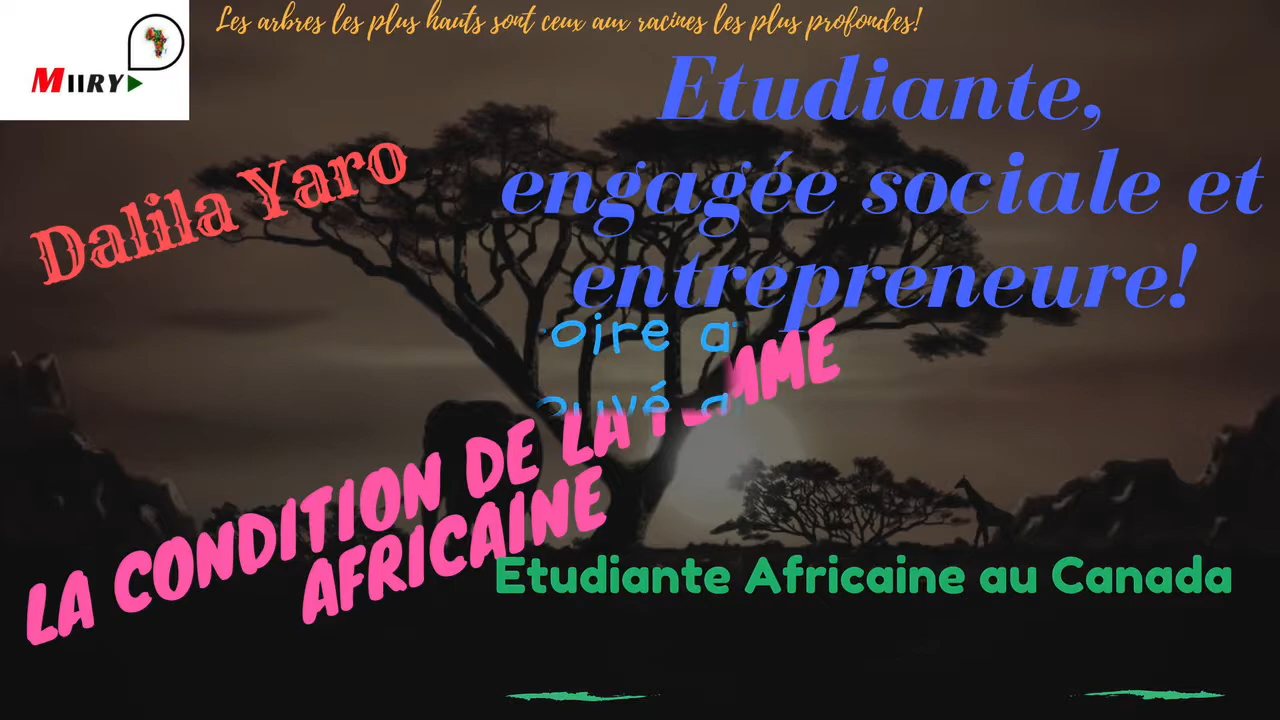 Les arbres les plus hauts sont ceux aux racines les plus profondes!
MIIRY
Etudiante,
engagée sociale et
entrepreneure!
Dalila Yaro
LA CONDITION DE LA FEMME
AFRICAINE
Etudiante Africaine au Canada